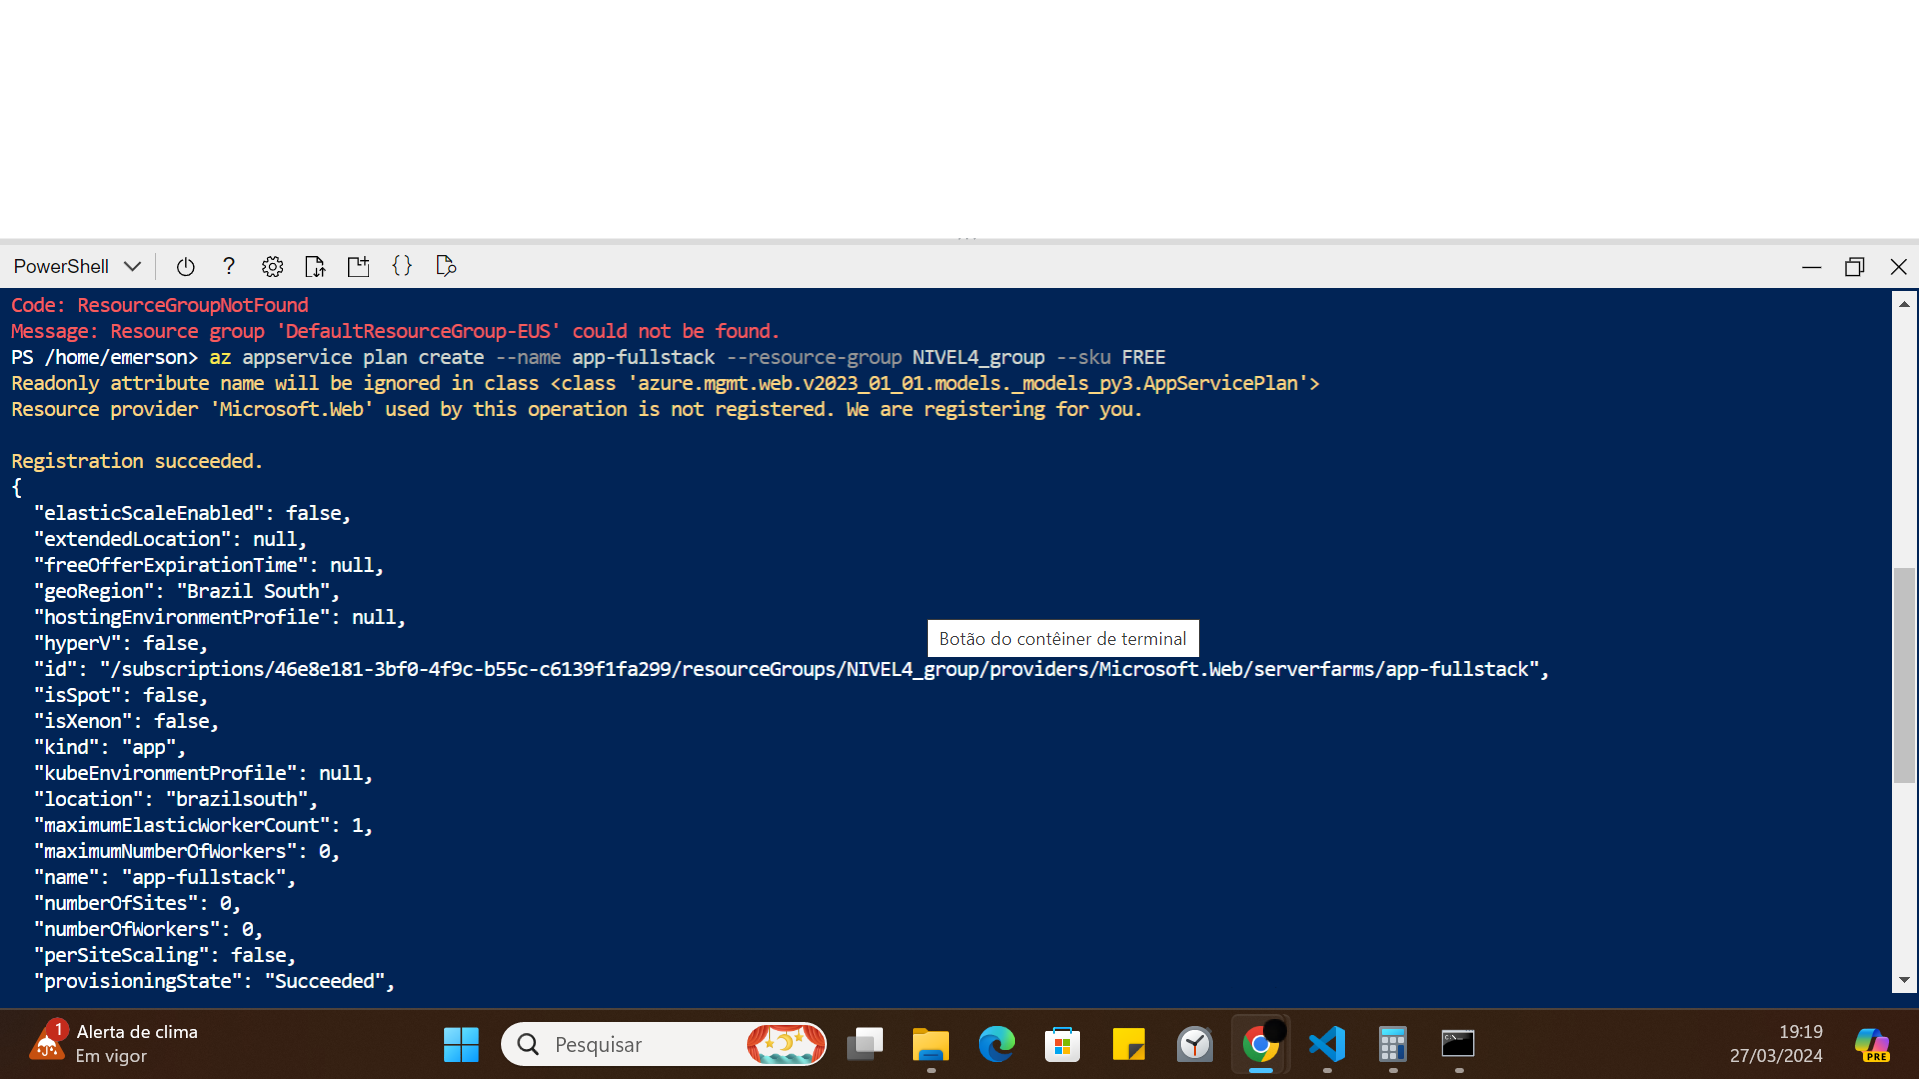 PowerShell
Code: ResourceGroupNotFound
Message: Resource group 'DefaultResourceGroup-EUS' could not be found.
PS /home/emerson> az appservice plan create --name app-fullstack --resource-group NIVEL4_group --sku FREE
Readonly attribute name will be ignored in class <class 'azure.mgmt.web.v2023_01_01.models._models_py3.AppServicePlan'>
Resource provider 'Microsoft.Web' used by this operation is not registered. We are registering for you.
Registration succeeded.
{
"elasticScaleEnabled": false,
"extendedLocation": null,
"freeOfferExpirationTime": null,
"geoRegion": "Brazil South",
"hostingEnvironmentProfile": null,
"hyperV": false,
Botão do contêiner de terminal
"id": "/subscriptions/46e8e181-3bf0-4f9c-b55c-c6139f1fa299/resourceGroups/NIVEL4_group/providers/Microsoft.Web/serverfarms/app-fullstack",
"isSpot": false,
"isXenon": false,
"kind": "app",
"kubeEnvironmentProfile": null,
"location": "brazilsouth",
"maximumElasticWorkerCount": 1,
"maximumNumberOfWorkers": 0,
"name": "app-fullstack",
"numberOfSites": 0,
"numberOfWorkers": 0,
"perSiteScaling": false,
"provisioningState": "Succeeded",
1
Alerta de clima
Em vigor
Pesquisar
19:19
27/03/2024
PRE